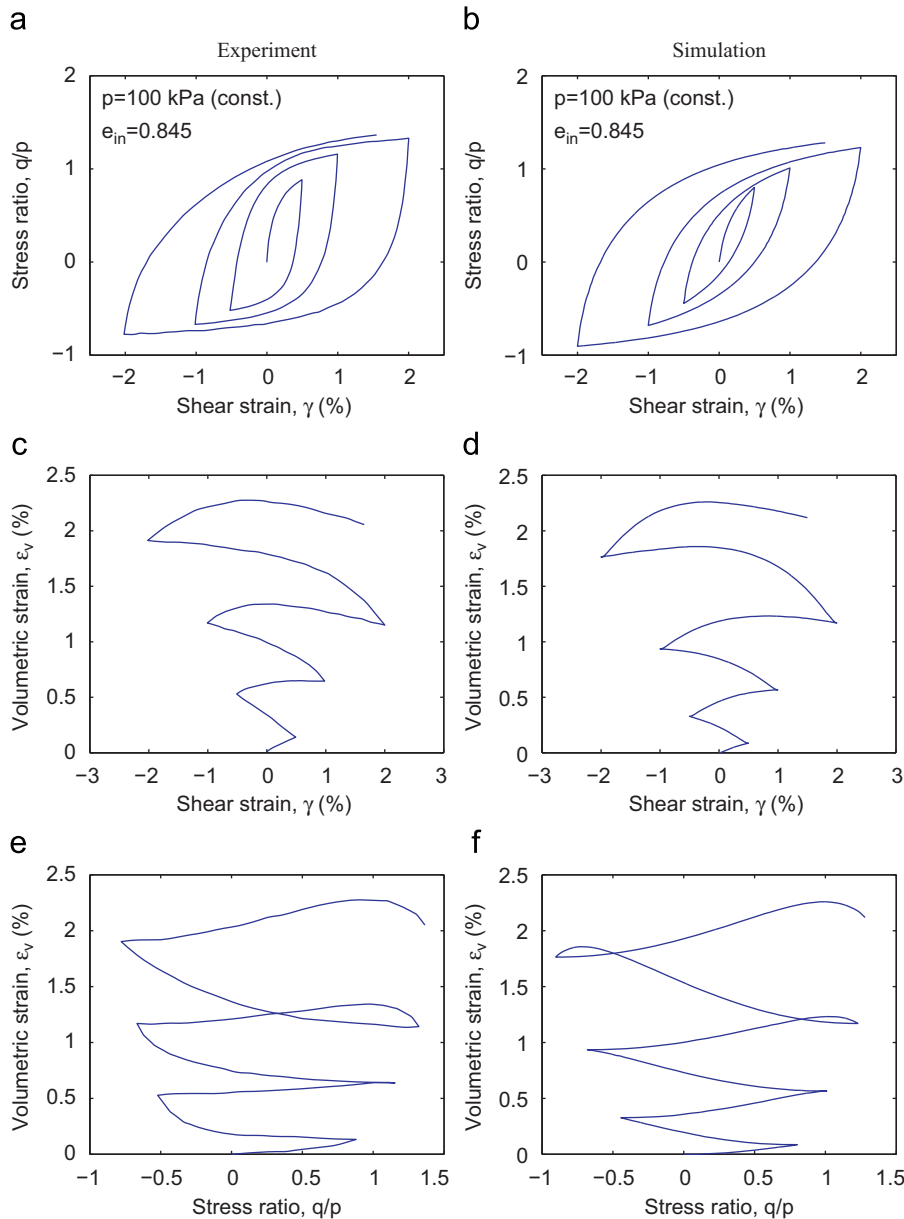 a
b
Experiment
Simulation
2
1
0
−1
Stress ratio, q/p
p=100 kPa (const.)
e_in=0.845
−2 −1 0 1 2
Shear strain, γ (%)
2
1
0
−1
Stress ratio, q/p
p=100 kPa (const.)
e_in=0.845
−2 −1 0 1 2
Shear strain, γ (%)
c
d
2.5
2
1.5
1
0.5
0
Volumetric strain, ε_v (%)
−3 −2 −1 0 1 2 3
Shear strain, γ (%)
2.5
2
1.5
1
0.5
0
Volumetric strain, ε_v (%)
−3 −2 −1 0 1 2 3
Shear strain, γ (%)
e
f
2.5
2
1.5
1
0.5
0
Volumetric strain, ε_v (%)
−1 −0.5 0 0.5 1 1.5
Stress ratio, q/p
2.5
2
1.5
1
0.5
0
Volumetric strain, ε_v (%)
−1 −0.5 0 0.5 1 1.5
Stress ratio, q/p